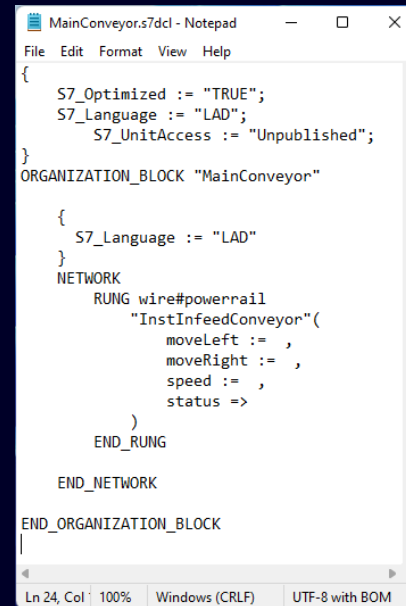 MainConveyor.s7dcl - Notepad
File Edit Format View Help
{
    S7_Optimized := "TRUE";
    S7_Language := "LAD";
        S7_UnitAccess := "Unpublished";
}
ORGANIZATION_BLOCK "MainConveyor"

    {
      S7_Language := "LAD"
    }
    NETWORK
        RUNG wire#powerrail
            "InstInfeedConveyor"(
                moveLeft :=  ,
                moveRight :=  ,
                speed :=  ,
                status =>
            )
        END_RUNG

    END_NETWORK

END_ORGANIZATION_BLOCK
Ln 24, Col 100% Windows (CRLF) UTF-8 with BOM